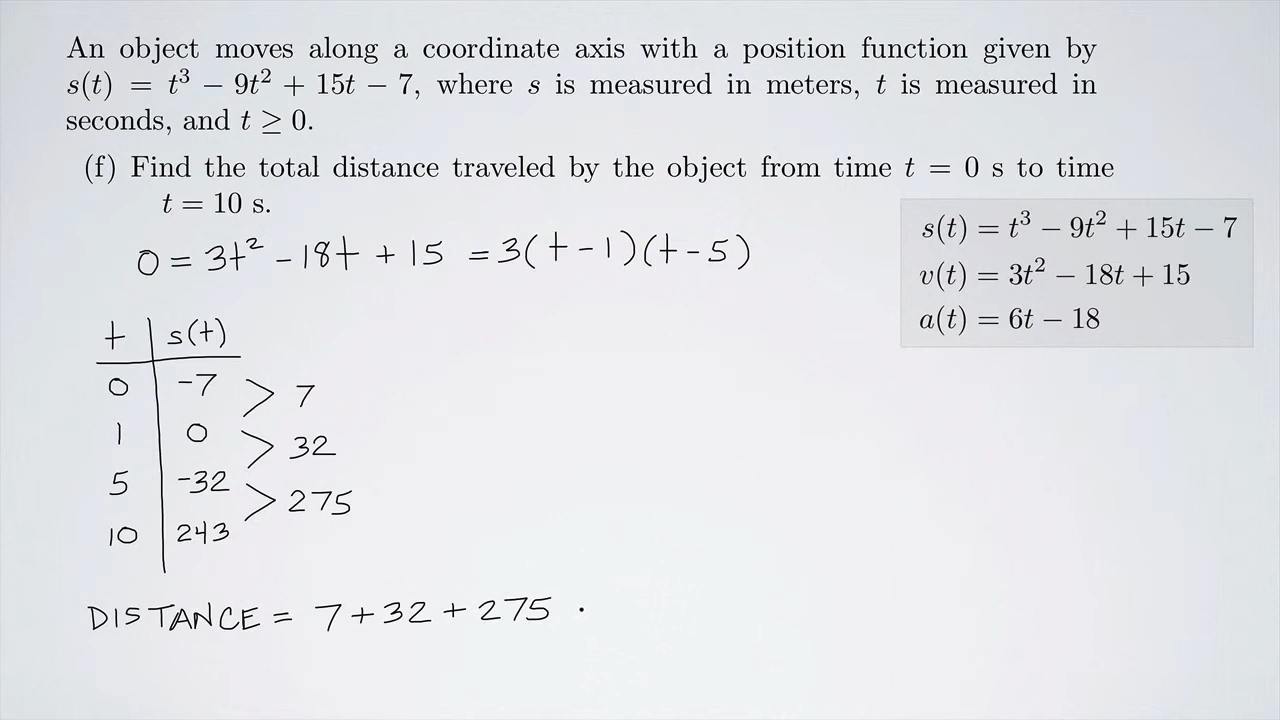 An object moves along a coordinate axis with a position function given by
s(t) = t³ − 9t² + 15t − 7, where s is measured in meters, t is measured in
seconds, and t ≥ 0.
(f) Find the total distance traveled by the object from time t = 0 s to time
t = 10 s.
s(t) = t³ − 9t² + 15t − 7
v(t) = 3t² − 18t + 15
a(t) = 6t − 18
0 = 3t² − 18t + 15 = 3(t − 1)(t − 5)
t | s(t)
0 | −7
> 7
1 | 0
> 32
5 | −32
> 275
10 | 243
DISTANCE = 7 + 32 + 275